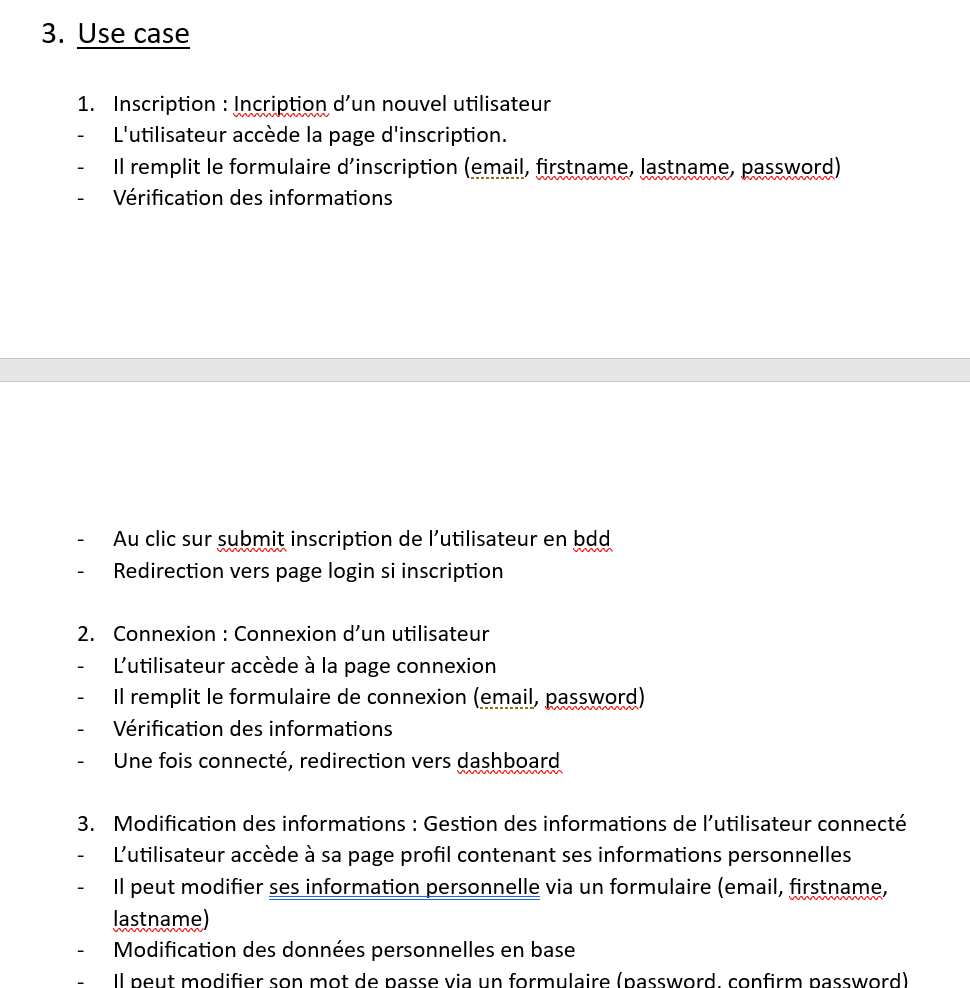 3. Use case
1. Inscription : Incription d’un nouvel utilisateur
- L'utilisateur accède la page d'inscription.
- Il remplit le formulaire d’inscription (email, firstname, lastname, password)
- Vérification des informations
- Au clic sur submit inscription de l’utilisateur en bdd
- Redirection vers page login si inscription
2. Connexion : Connexion d’un utilisateur
- L’utilisateur accède à la page connexion
- Il remplit le formulaire de connexion (email, password)
- Vérification des informations
- Une fois connecté, redirection vers dashboard
3. Modification des informations : Gestion des informations de l’utilisateur connecté
- L’utilisateur accède à sa page profil contenant ses informations personnelles
- Il peut modifier ses information personnelle via un formulaire (email, firstname,
lastname)
- Modification des données personnelles en base
- Il peut modifier son mot de passe via un formulaire (password, confirm password)